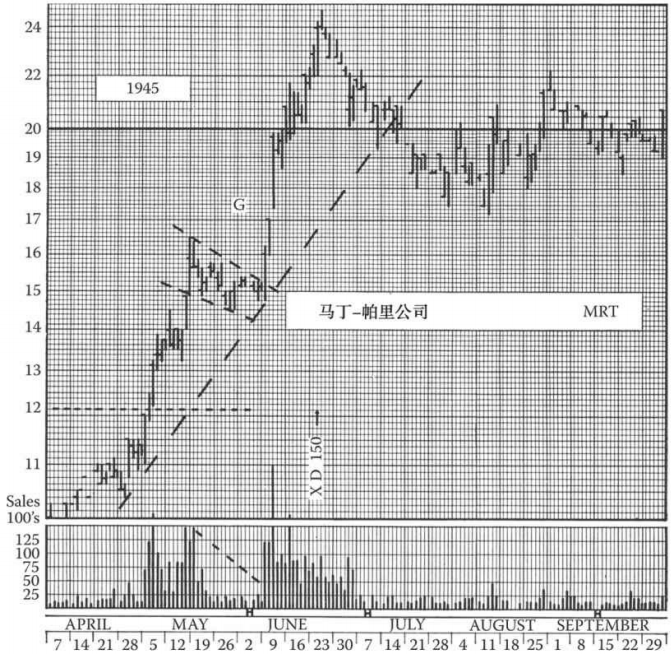 24
22
1945
20
19
18
G
17
16
15
马丁-帕里公司 MRT
14
13
12
X D 150
11
Sales
100's
125
100
75
50
25
H H H
APRIL MAY JUNE JULY AUGUST SEPTEMBER
7 14 21 28 5 12 19 26 2 9 16 23 30 7 14 21 28 4 11 18 25 1 8 15 22 29